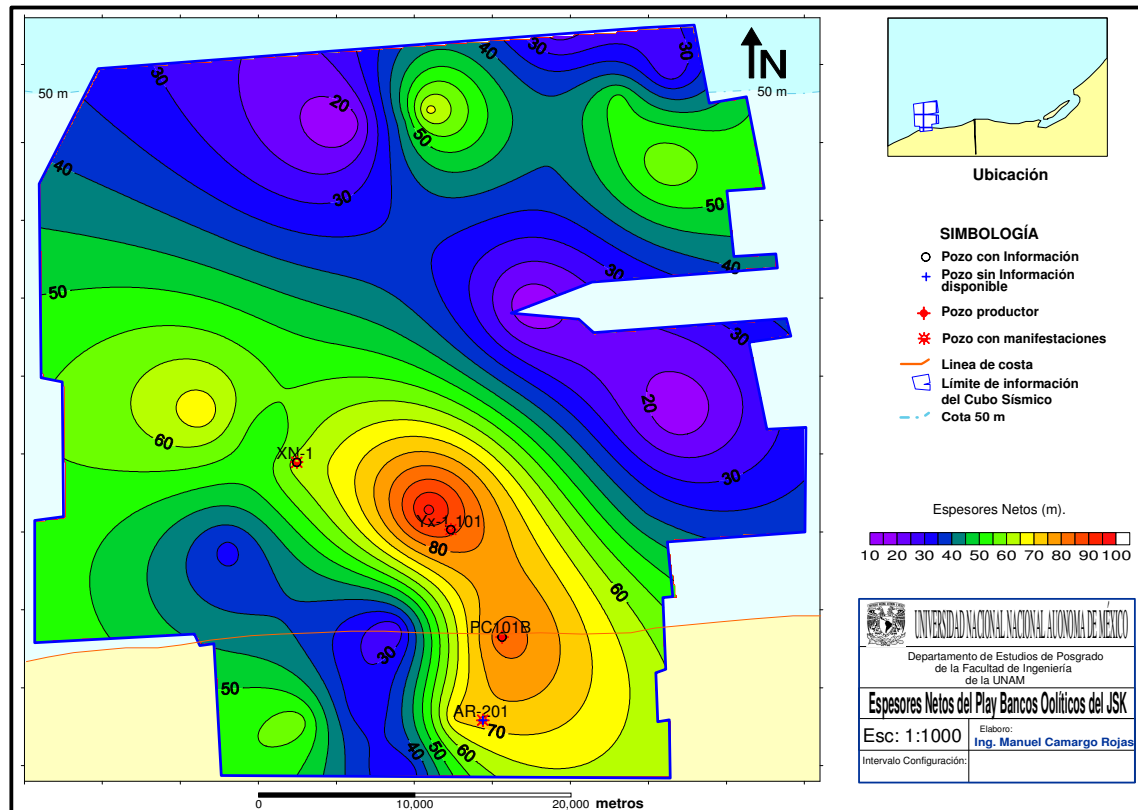 30
40
30
30
N
50 m
50 m
20
50
40
30
50
30
40
50
30
20
60
XN-1
30
Yx-1,101
80
60
PC101B
30
50
AR-201
70
40
50
60
0
10,000
20,000
metros
Ubicación
SIMBOLOGÍA
Pozo con Información
Pozo sin Información
disponible
Pozo productor
Pozo con manifestaciones
Linea de costa
Límite de información
del Cubo Sísmico
Cota 50 m
Espesores Netos (m).
10 20 30 40 50 60 70 80 90 100
UNIVERSIDAD NACIONAL NACIONAL AUTONOMA DE MÉXICO
Departamento de Estudios de Posgrado
de la Facultad de Ingeniería
de la UNAM
Espesores Netos del Play Bancos Oolíticos del JSK
Esc: 1:1000
Elaboro:
Ing. Manuel Camargo Rojas
Intervalo Configuración: